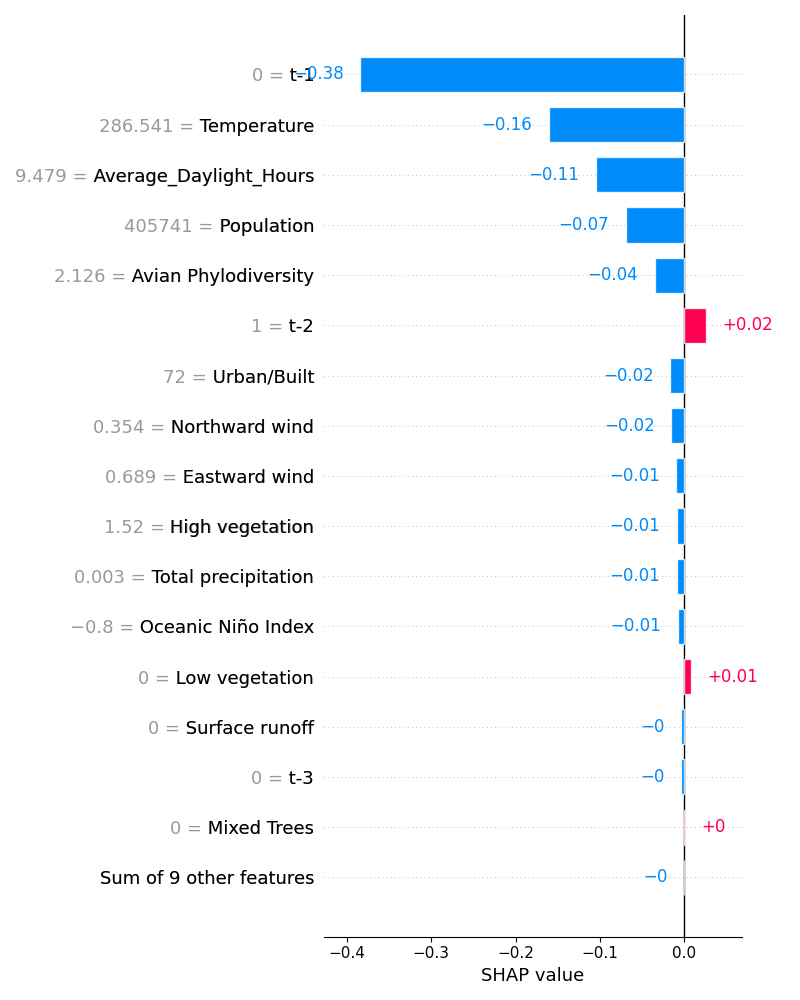 0 = t-1 −0.38
286.541 = Temperature −0.16
9.479 = Average_Daylight_Hours −0.11
405741 = Population −0.07
2.126 = Avian Phylodiversity −0.04
1 = t-2 +0.02
72 = Urban/Built −0.02
0.354 = Northward wind −0.02
0.689 = Eastward wind −0.01
1.52 = High vegetation −0.01
0.003 = Total precipitation −0.01
−0.8 = Oceanic Niño Index −0.01
0 = Low vegetation +0.01
0 = Surface runoff −0
0 = t-3 −0
0 = Mixed Trees +0
Sum of 9 other features −0
−0.4 −0.3 −0.2 −0.1 0.0
SHAP value